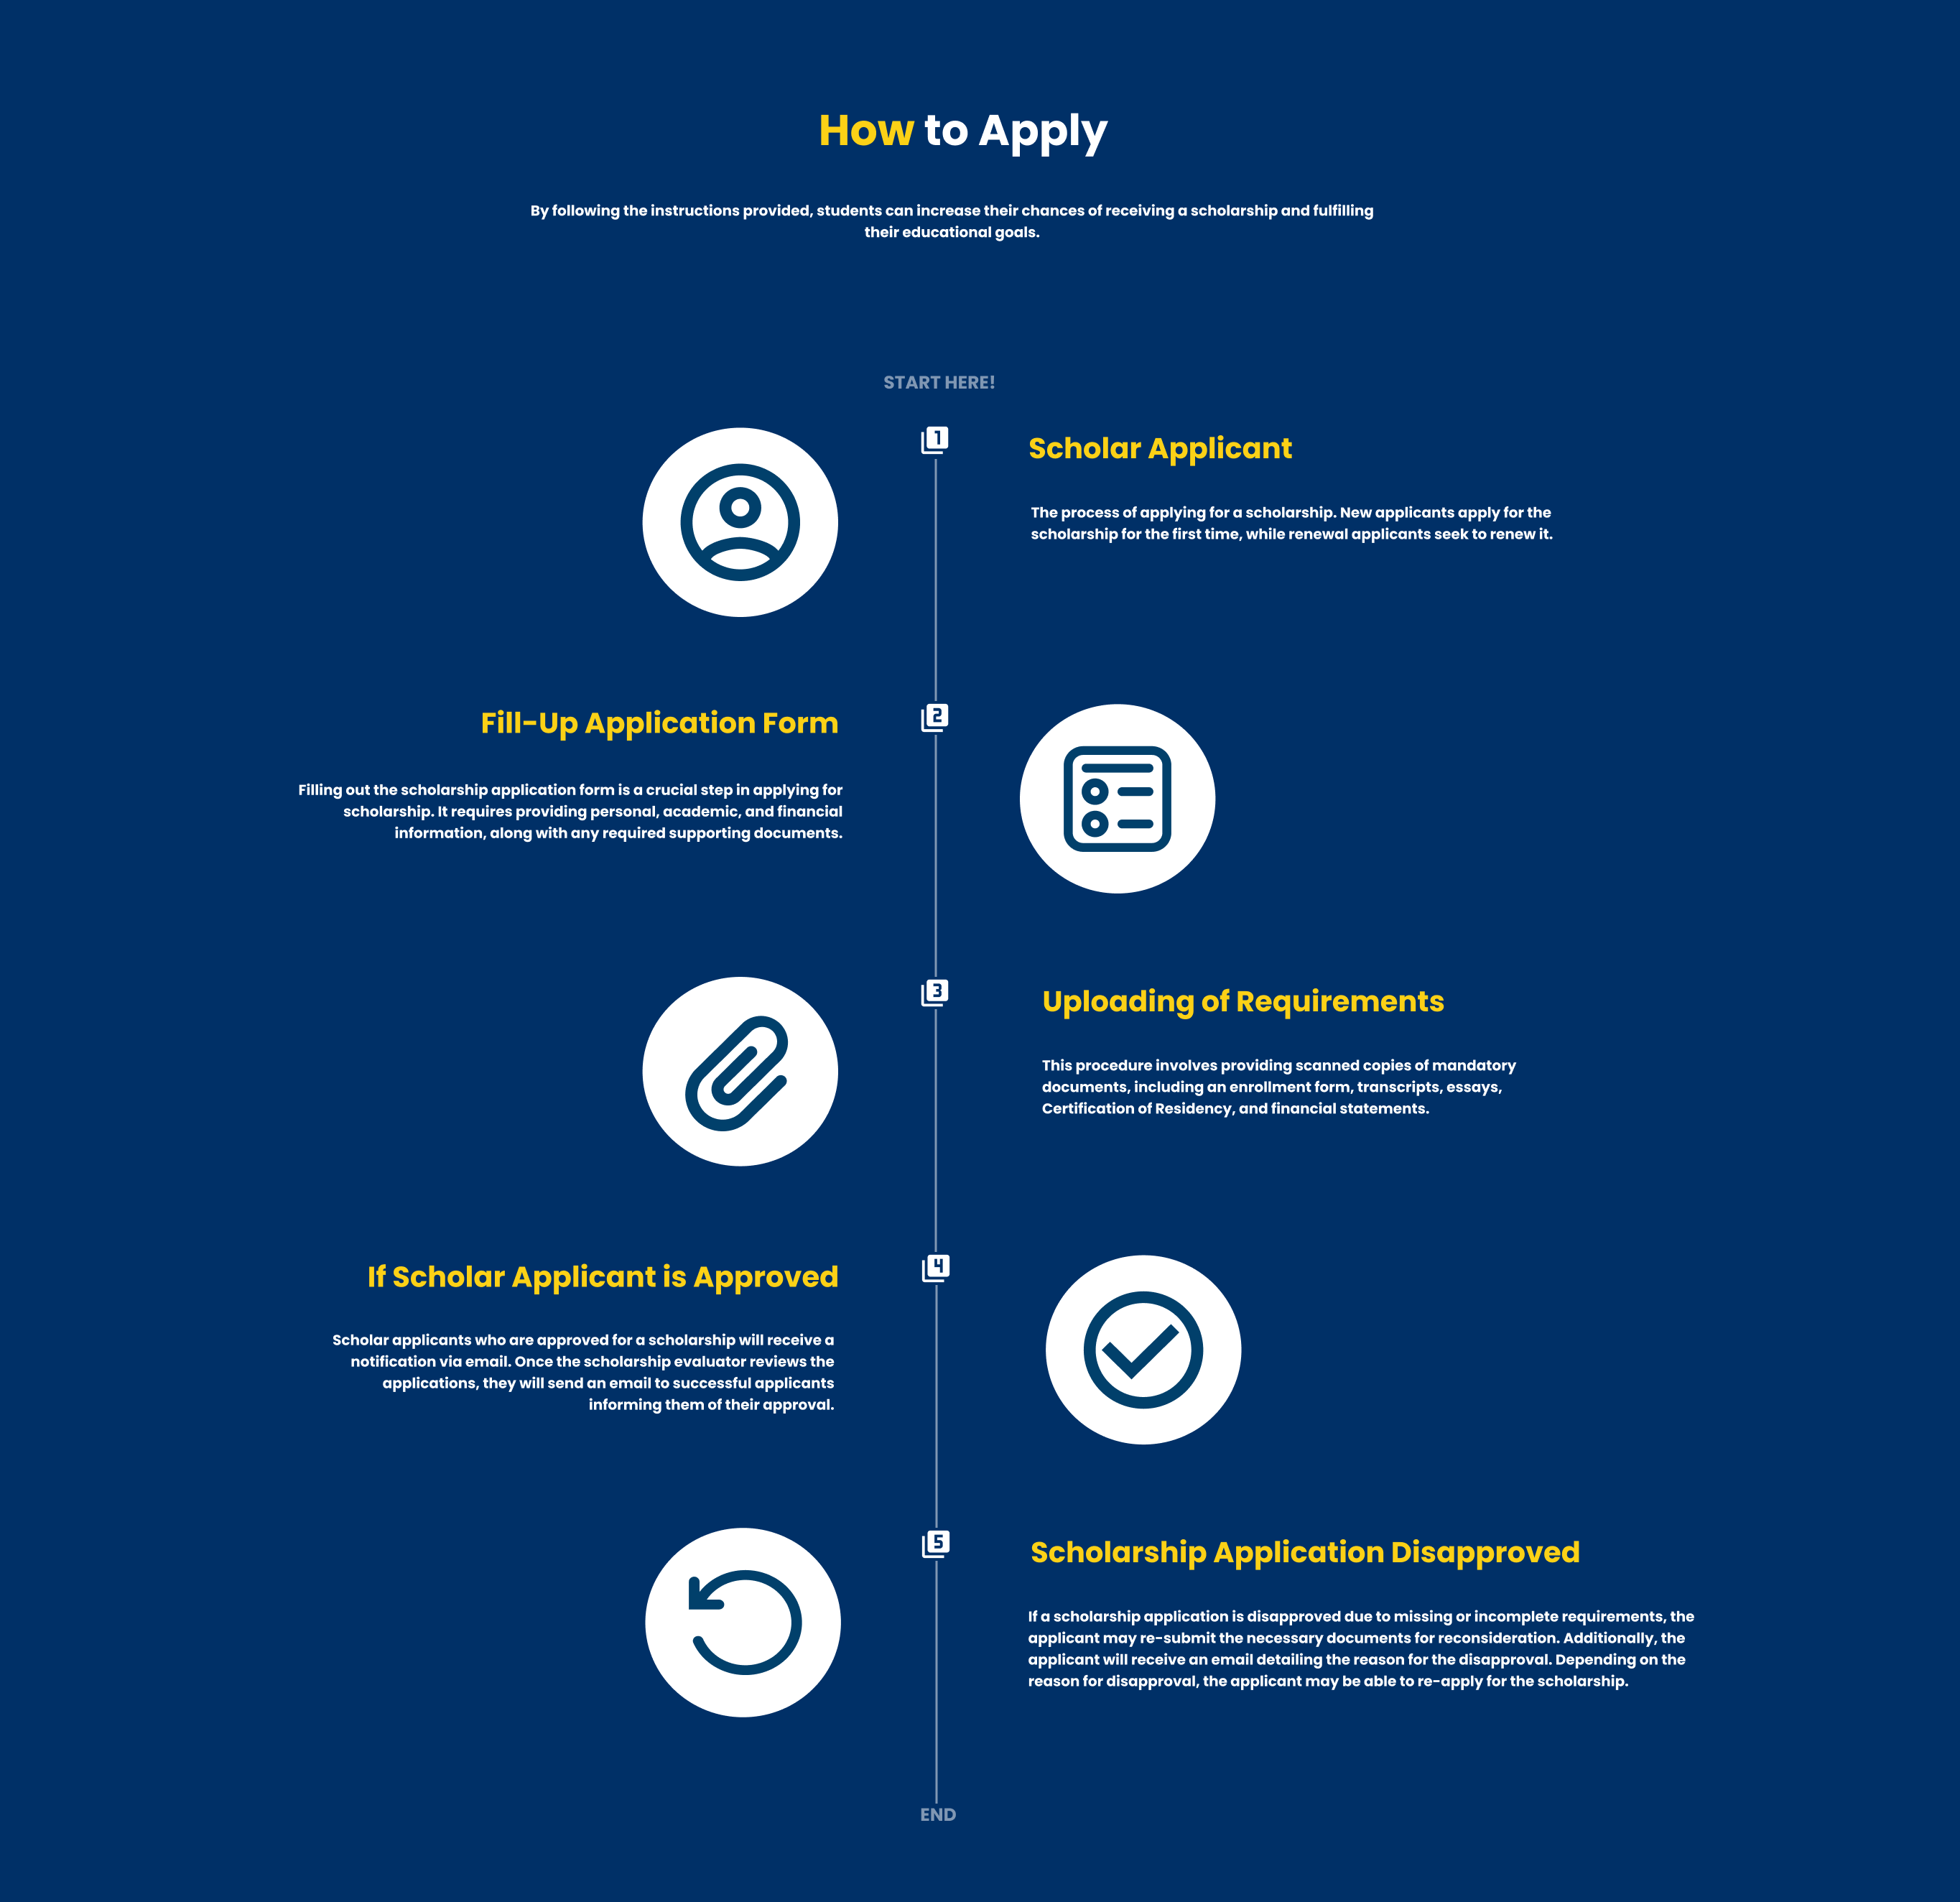 How to Apply
By following the instructions provided, students can increase their chances of receiving a scholarship and fulfilling
their educational goals.
START HERE!
1
Scholar Applicant
The process of applying for a scholarship. New applicants apply for the
scholarship for the first time, while renewal applicants seek to renew it.
2
Fill-Up Application Form
Filling out the scholarship application form is a crucial step in applying for
scholarship. It requires providing personal, academic, and financial
information, along with any required supporting documents.
3
Uploading of Requirements
This procedure involves providing scanned copies of mandatory
documents, including an enrollment form, transcripts, essays,
Certification of Residency, and financial statements.
4
If Scholar Applicant is Approved
Scholar applicants who are approved for a scholarship will receive a
notification via email. Once the scholarship evaluator reviews the
applications, they will send an email to successful applicants
informing them of their approval.
5
Scholarship Application Disapproved
If a scholarship application is disapproved due to missing or incomplete requirements, the
applicant may re-submit the necessary documents for reconsideration. Additionally, the
applicant will receive an email detailing the reason for the disapproval. Depending on the
reason for disapproval, the applicant may be able to re-apply for the scholarship.
END